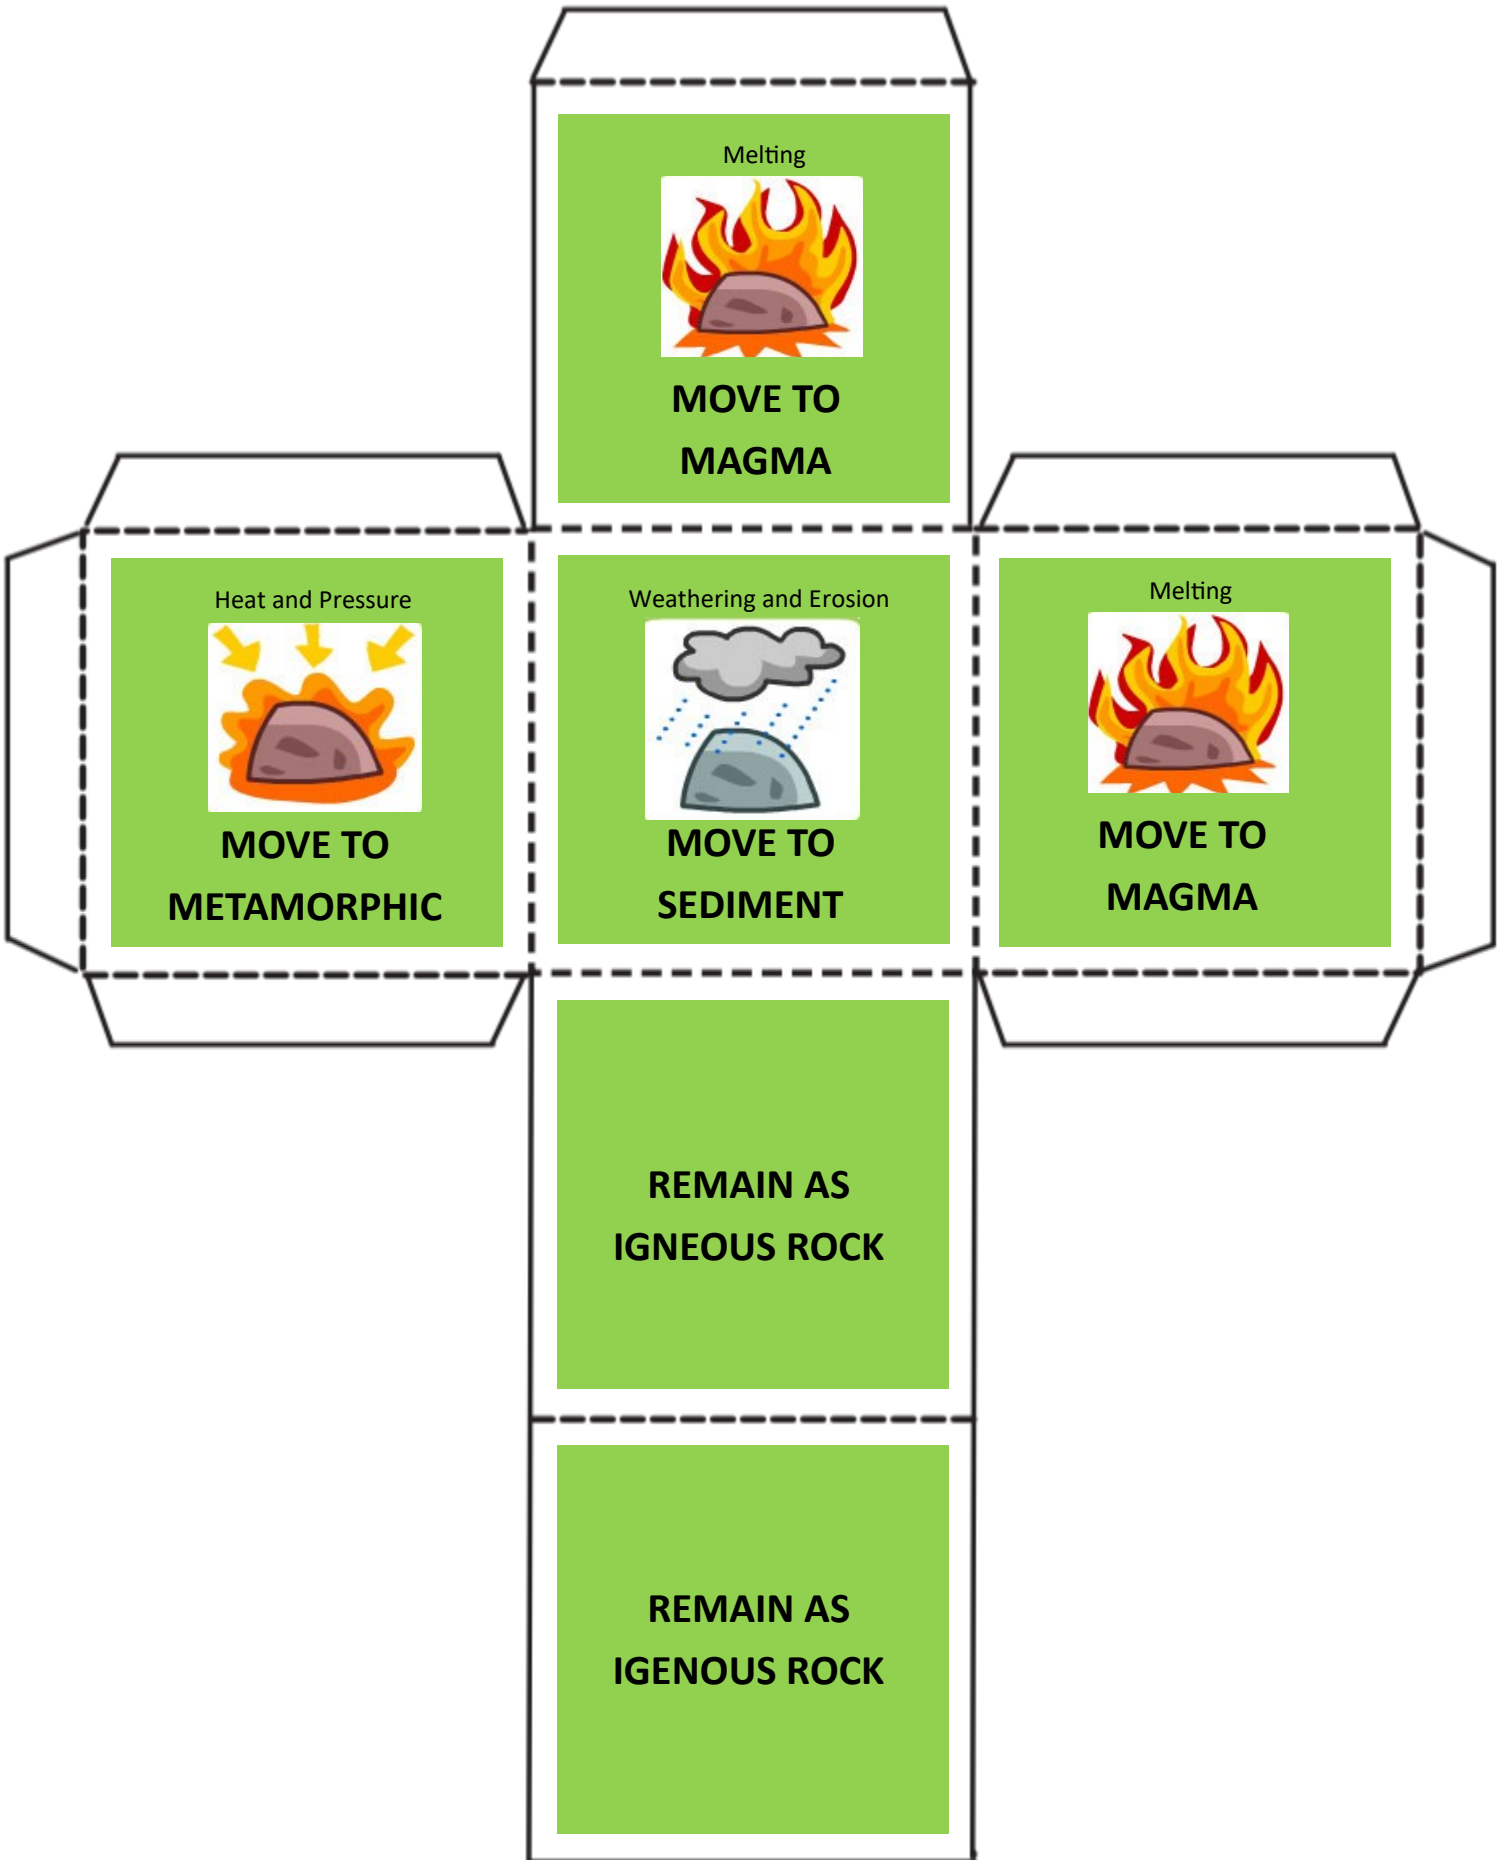 Melting
MOVE TO
MAGMA
Heat and Pressure
MOVE TO
METAMORPHIC
Weathering and Erosion
MOVE TO
SEDIMENT
Melting
MOVE TO
MAGMA
REMAIN AS
IGNEOUS ROCK
REMAIN AS
IGENOUS ROCK